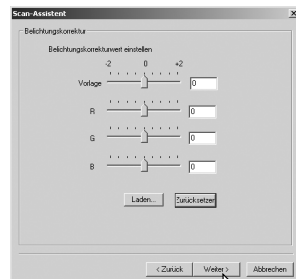 Scan-Assistent
Belichtungskorrektur
Belichtungskorrekturwert einstellen
-2 0 +2
Vorlage 0
R 0
G 0
B 0
Laden... Zurücksetzen
< Zurück Weiter > Abbrechen